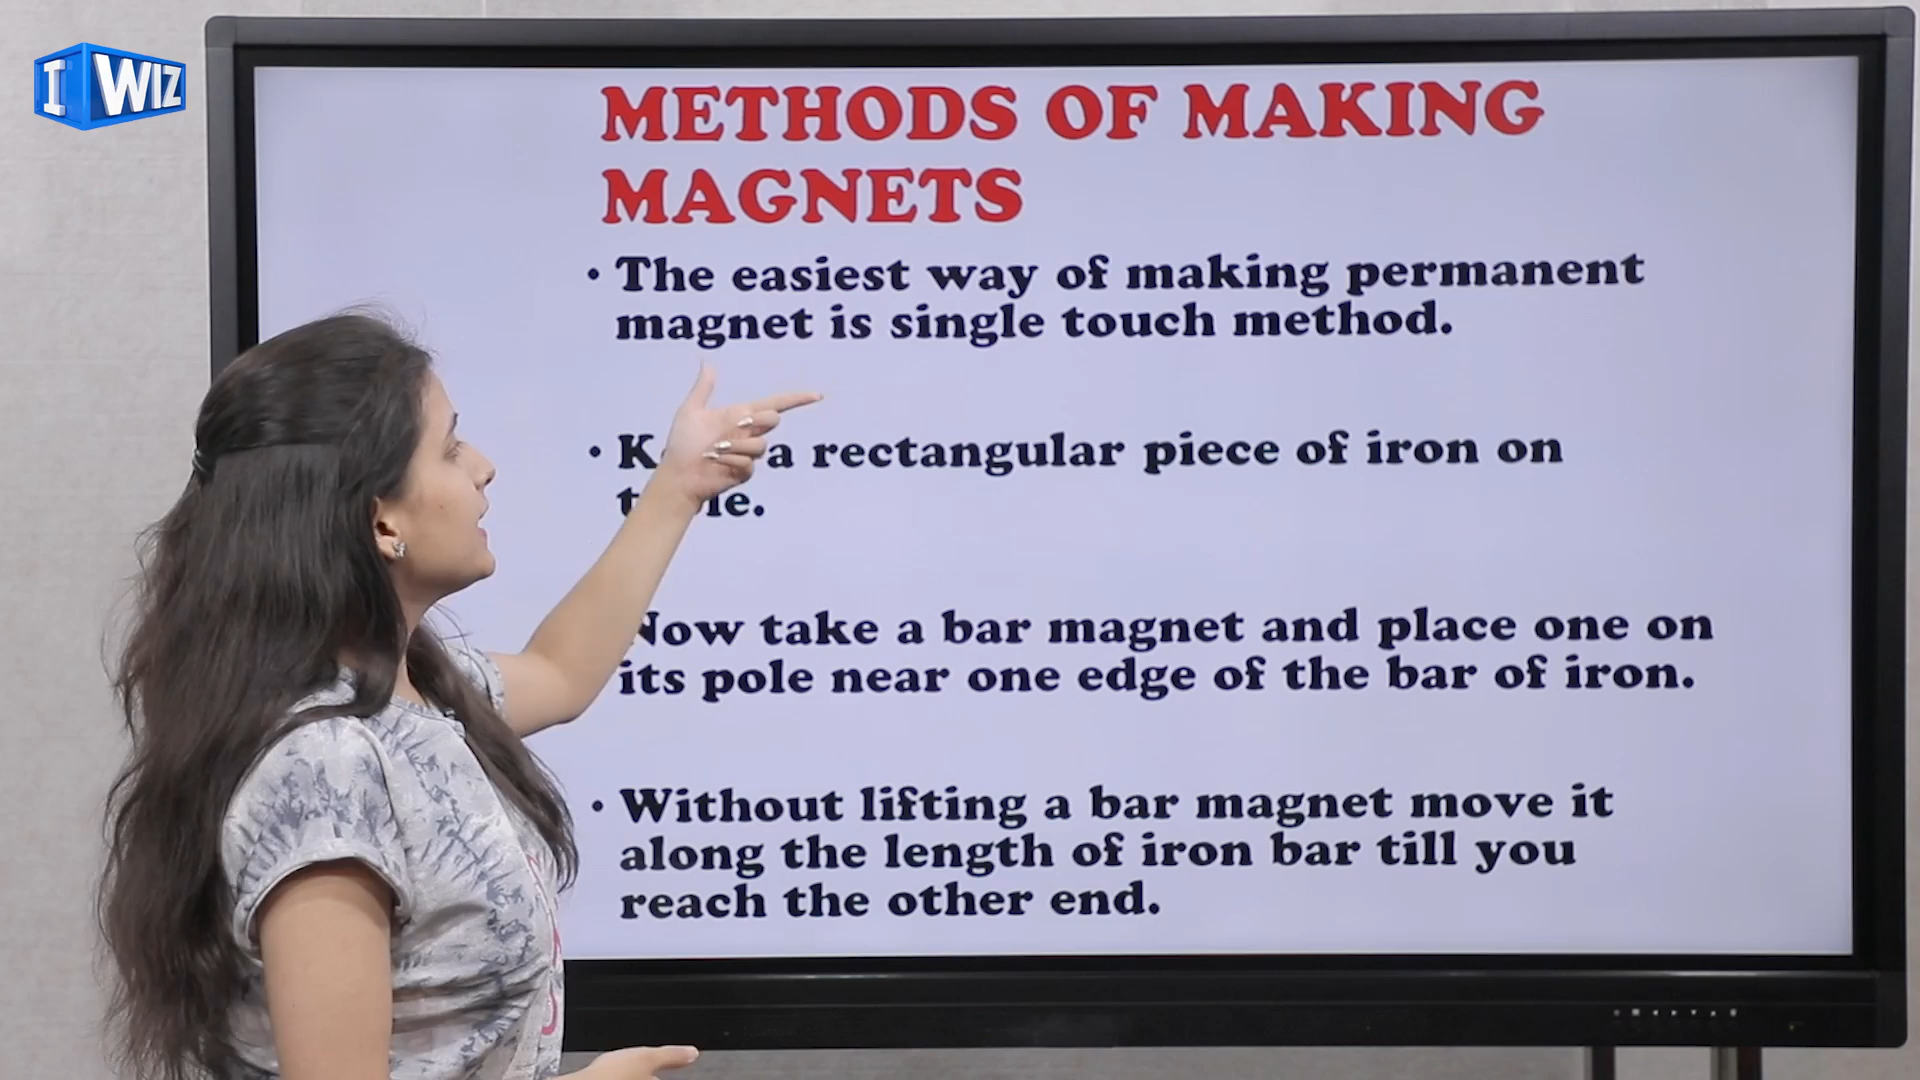 I WIZ
METHODS OF MAKING
MAGNETS
• The easiest way of making permanent
magnet is single touch method.
• a rectangular piece of iron on
Now take a bar magnet and place one on
its pole near one edge of the bar of iron.
• Without lifting a bar magnet move it
along the length of iron bar till you
reach the other end.